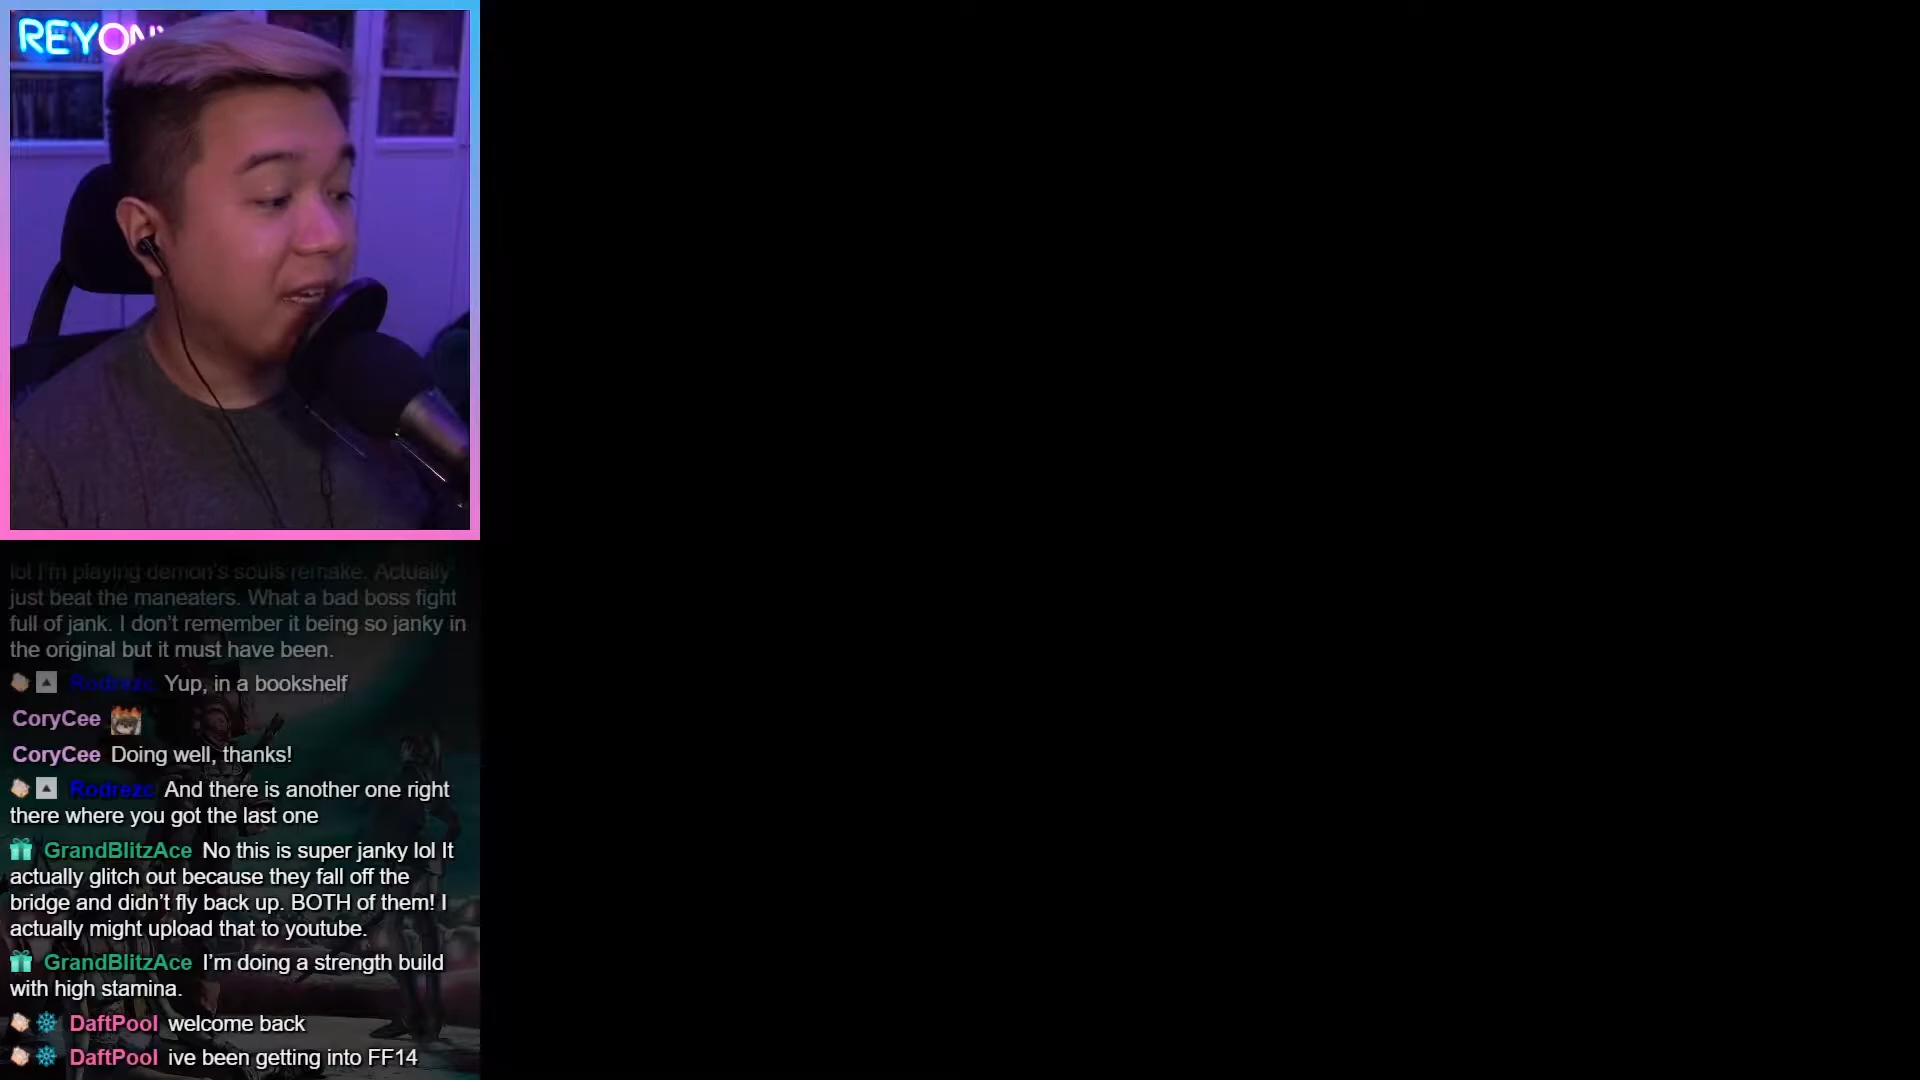 REYON
lol I'm playing demon's souls remake. Actually
just beat the maneaters. What a bad boss fight
full of jank. I don't remember it being so janky in
the original but it must have been.
Rodrezc Yup, in a bookshelf
CoryCee
CoryCee Doing well, thanks!
Rodrezc And there is another one right
there where you got the last one
GrandBlitzAce No this is super janky lol It
actually glitch out because they fall off the
bridge and didn't fly back up. BOTH of them! I
actually might upload that to youtube.
GrandBlitzAce I'm doing a strength build
with high stamina.
DaftPool welcome back
DaftPool ive been getting into FF14